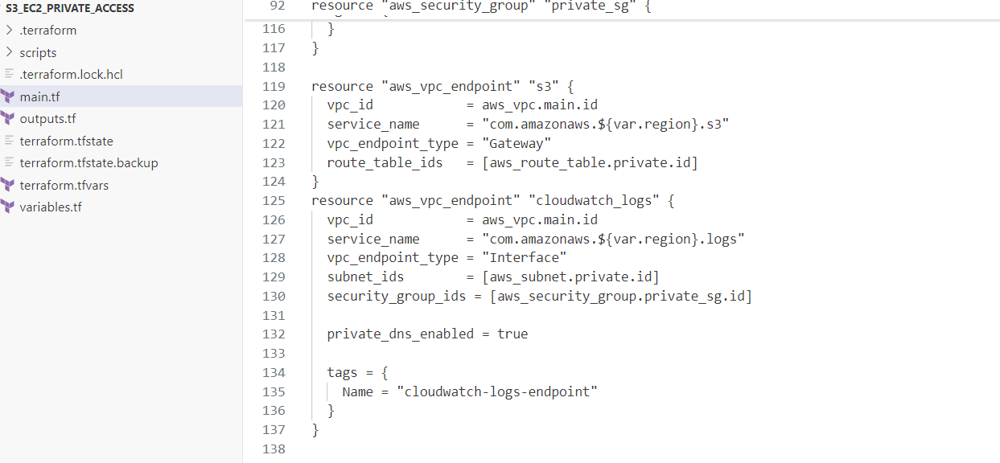 S3_EC2_PRIVATE_ACCESS
.terraform
scripts
.terraform.lock.hcl
main.tf
outputs.tf
terraform.tfstate
terraform.tfstate.backup
terraform.tfvars
variables.tf
92 resource "aws_security_group" "private_sg" {
116 }
117 }
118
119 resource "aws_vpc_endpoint" "s3" {
120 vpc_id = aws_vpc.main.id
121 service_name = "com.amazonaws.${var.region}.s3"
122 vpc_endpoint_type = "Gateway"
123 route_table_ids = [aws_route_table.private.id]
124 }
125 resource "aws_vpc_endpoint" "cloudwatch_logs" {
126 vpc_id = aws_vpc.main.id
127 service_name = "com.amazonaws.${var.region}.logs"
128 vpc_endpoint_type = "Interface"
129 subnet_ids = [aws_subnet.private.id]
130 security_group_ids = [aws_security_group.private_sg.id]
131
132 private_dns_enabled = true
133
134 tags = {
135 Name = "cloudwatch-logs-endpoint"
136 }
137 }
138